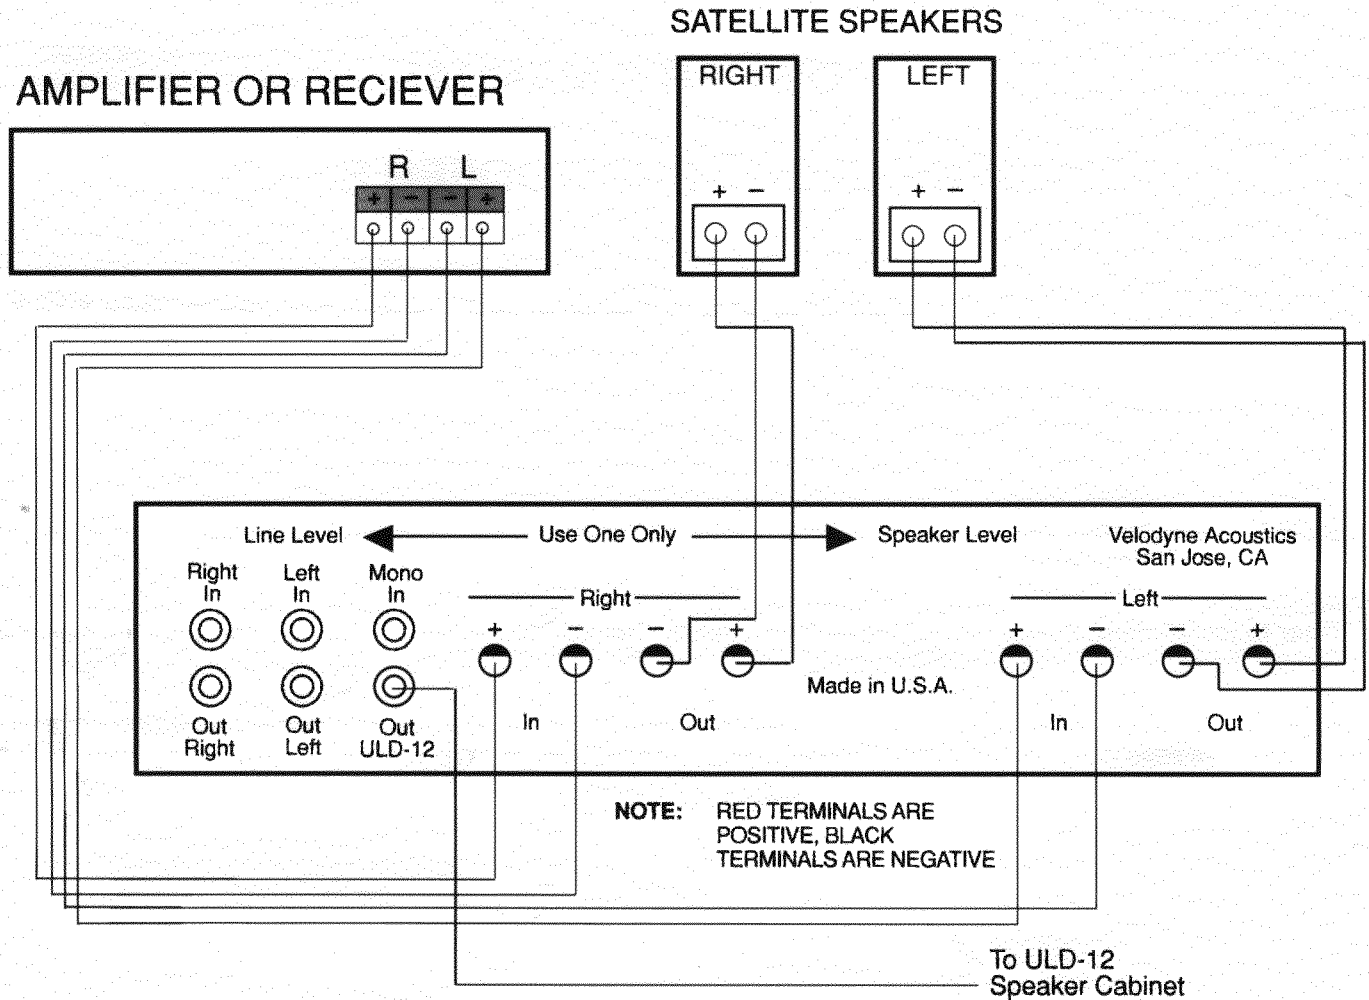 SATELLITE SPEAKERS
RIGHT
LEFT
AMPLIFIER OR RECIEVER
R L
+ − − +
+ −
+ −
Line Level
Use One Only
Speaker Level
Velodyne Acoustics
San Jose, CA
Right
In
Left
In
Mono
In
Right
Left
+ − − +
+ − − +
Made in U.S.A.
Out
Right
Out
Left
Out
ULD-12
In
Out
In
Out
NOTE: RED TERMINALS ARE
POSITIVE, BLACK
TERMINALS ARE NEGATIVE
To ULD-12
Speaker Cabinet